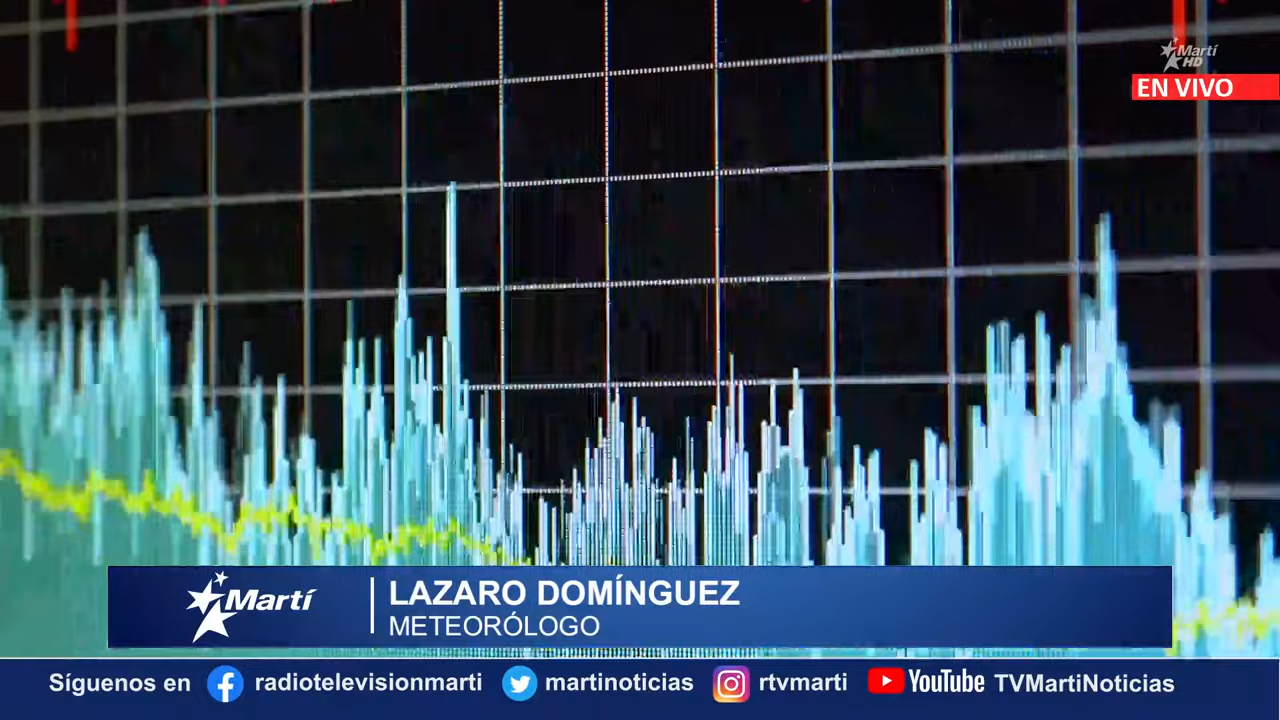 Martí
HD
EN VIVO
Martí
LAZARO DOMÍNGUEZ
METEORÓLOGO
Síguenos en radiotelevisionmarti martinoticias rtvmarti YouTube TVMartiNoticias